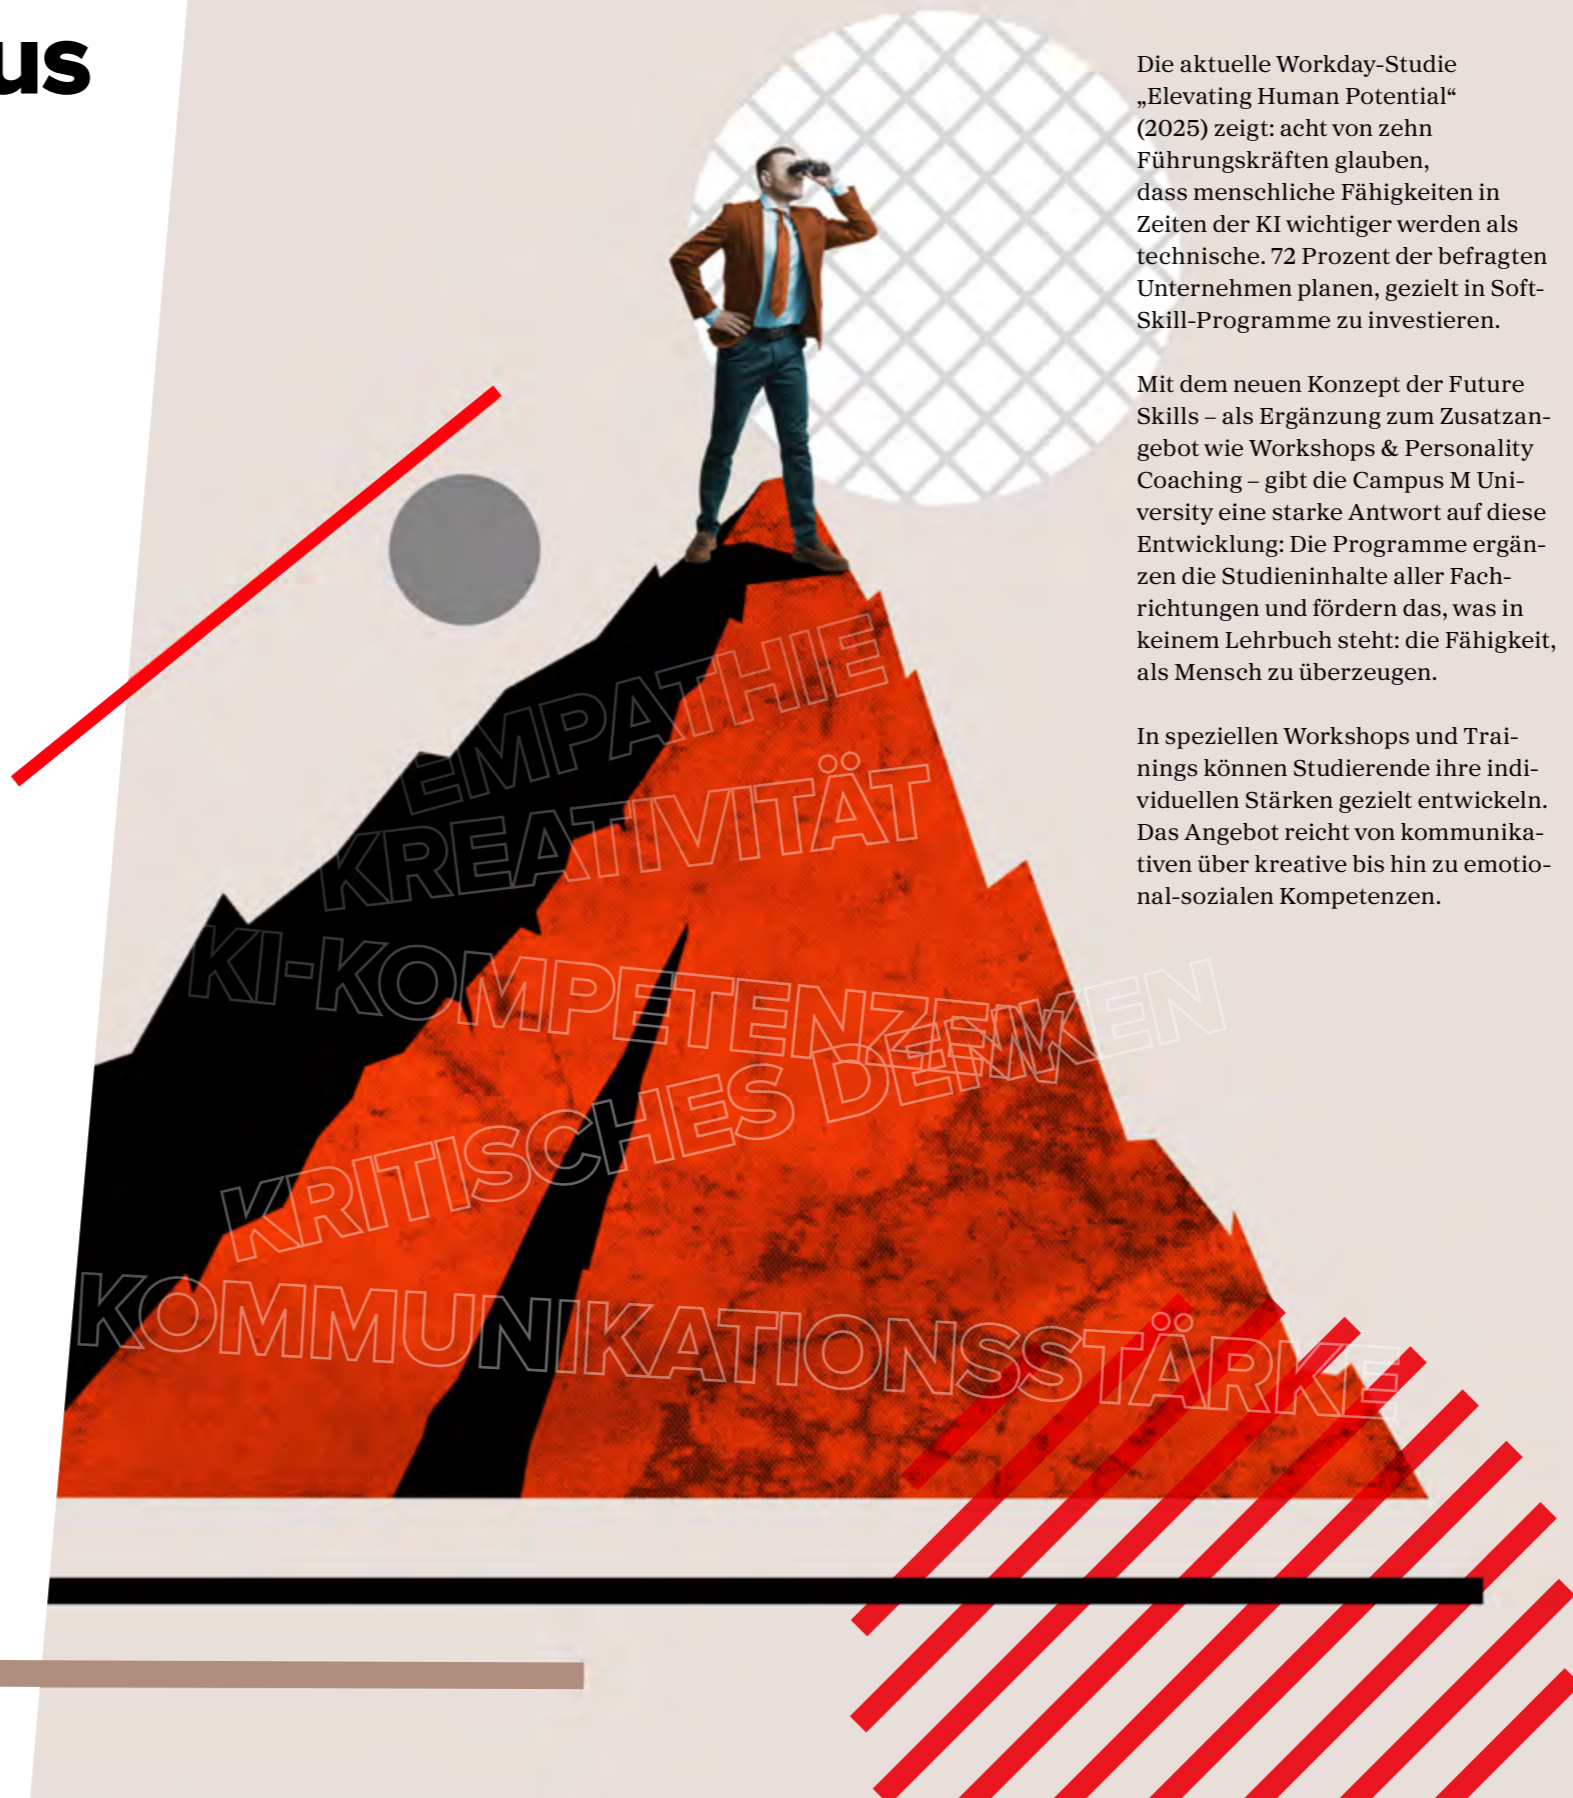 us
Die aktuelle Workday-Studie
„Elevating Human Potential“
(2025) zeigt: acht von zehn
Führungskräften glauben,
dass menschliche Fähigkeiten in
Zeiten der KI wichtiger werden als
technische. 72 Prozent der befragten
Unternehmen planen, gezielt in Soft-
Skill-Programme zu investieren.
Mit dem neuen Konzept der Future
Skills – als Ergänzung zum Zusatzan-
gebot wie Workshops & Personality
Coaching – gibt die Campus M Uni-
versity eine starke Antwort auf diese
Entwicklung: Die Programme ergän-
zen die Studieninhalte aller Fach-
richtungen und fördern das, was in
keinem Lehrbuch steht: die Fähigkeit,
als Mensch zu überzeugen.
In speziellen Workshops und Trai-
nings können Studierende ihre indi-
viduellen Stärken gezielt entwickeln.
Das Angebot reicht von kommunika-
tiven über kreative bis hin zu emotio-
nal-sozialen Kompetenzen.
EMPATHIE
KREATIVITÄT
KI-KOMPETENZEN
KRITISCHES DENKEN
KOMMUNIKATIONSSTÄRKE